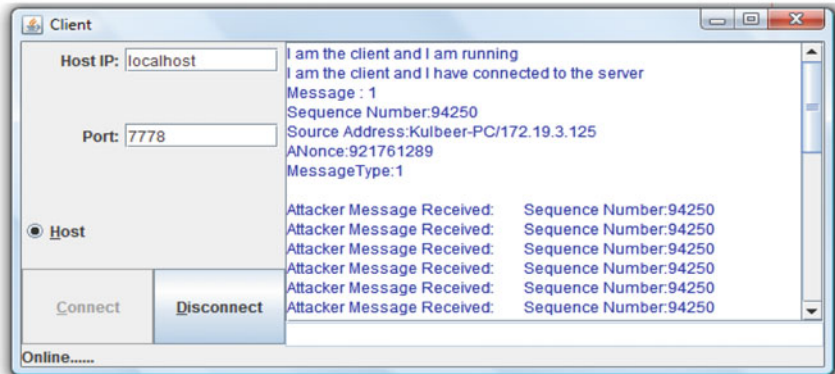 Client
Host IP: localhost
Port: 7778
Host
Connect
Disconnect
I am the client and I am running
I am the client and I have connected to the server
Message : 1
Sequence Number:94250
Source Address:Kulbeer-PC/172.19.3.125
ANonce:921761289
MessageType:1
Attacker Message Received: Sequence Number:94250
Attacker Message Received: Sequence Number:94250
Attacker Message Received: Sequence Number:94250
Attacker Message Received: Sequence Number:94250
Attacker Message Received: Sequence Number:94250
Attacker Message Received: Sequence Number:94250
Online......